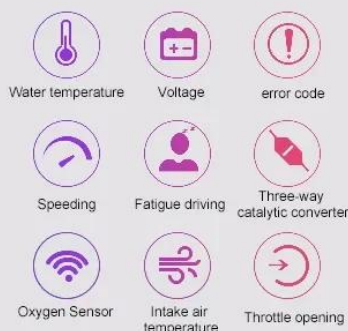 Water temperature
Voltage
error code
Speeding
Fatigue driving
Three-way
catalytic converter
Oxygen Sensor
Intake air
temperature
Throttle opening